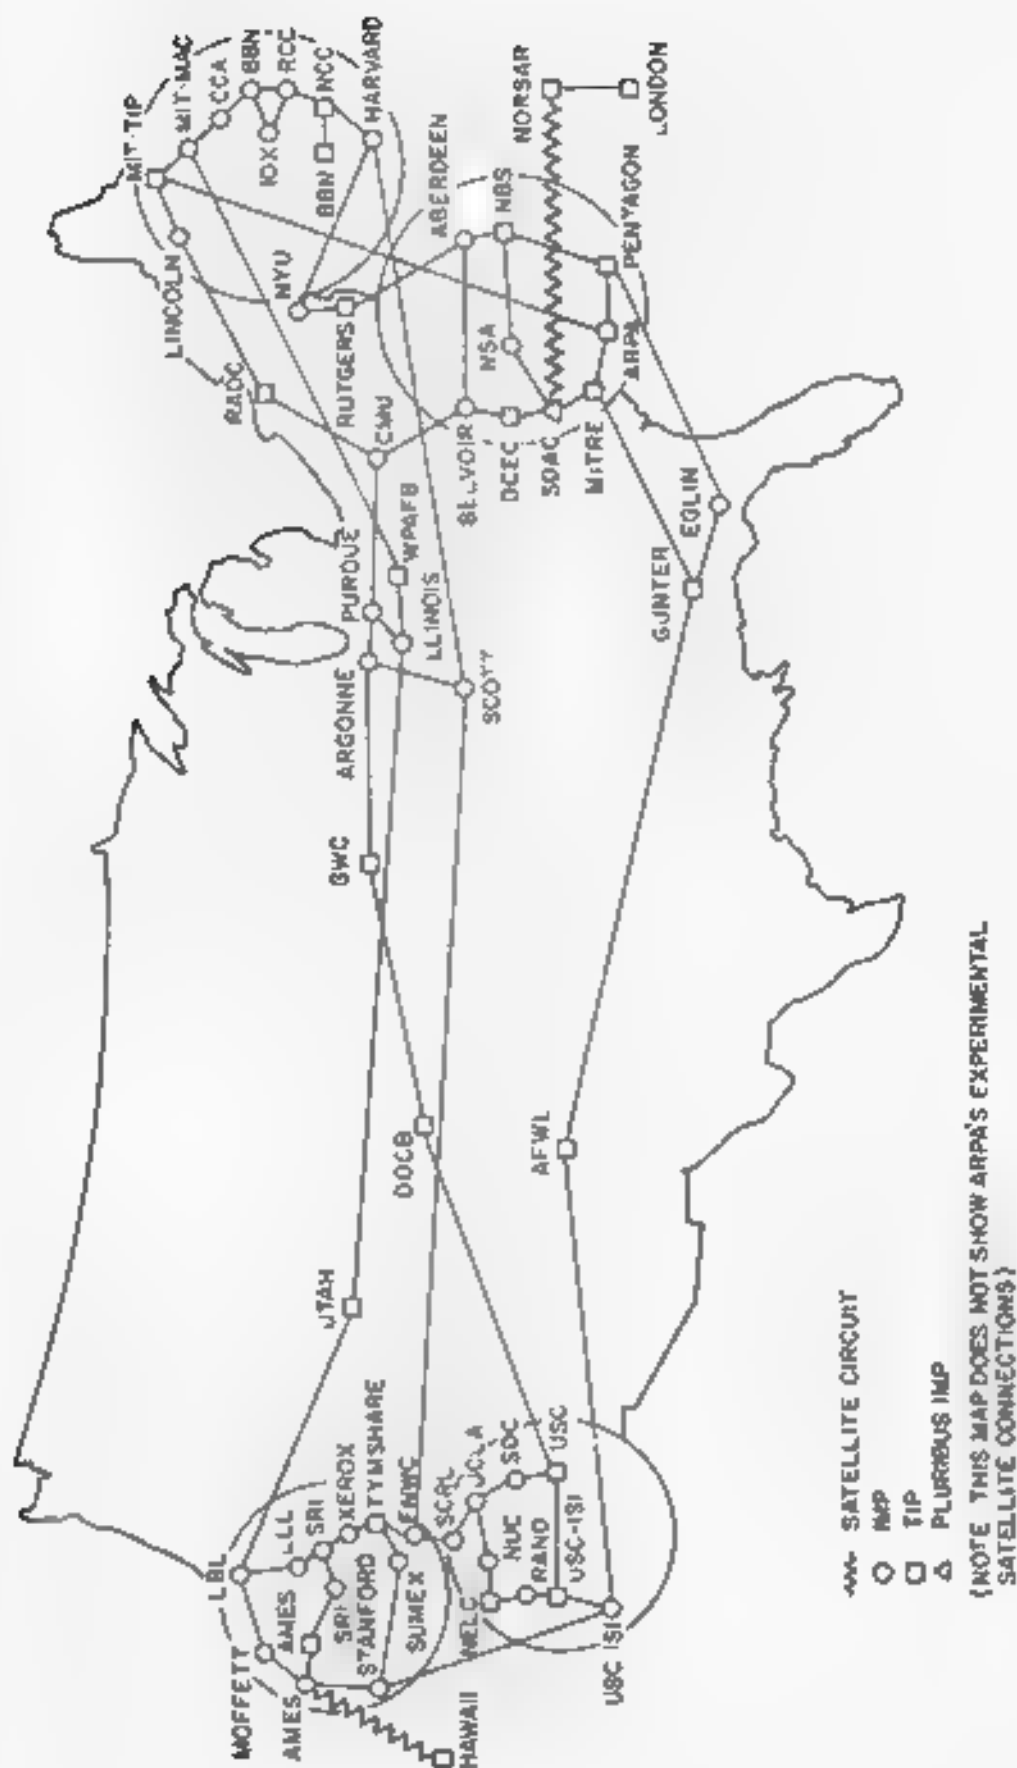 MOFFETT
LBL
AMES
AMES
LLL
SRI
SRI
XEROX
TYMSHARE
STANFORD
SUMEX
FNWC
SCRL
UCLA
SDC
USC
NELC
NUC
RAND
USC-ISI
USC ISI
HAWAII
UTAH
DOCB
AFWL
GWC
ARGONNE
PURDUE
WPAFB
ILLINOIS
SCOTT
GUNTER
EGLIN
CMU
RADC
LINCOLN
MIT-TIP
MIT-MAC
CCA
BBN
RCC
IOX
BBN
NCC
HARVARD
NYU
RUTGERS
ABERDEEN
BELVOIR
NBS
NSA
DCEC
SDAC
MITRE
ARPA
PENTAGON
NORSAR
LONDON
SATELLITE CIRCUIT
IMP
TIP
PLURIBUS IMP
(NOTE THIS MAP DOES NOT SHOW ARPA'S EXPERIMENTAL
SATELLITE CONNECTIONS)